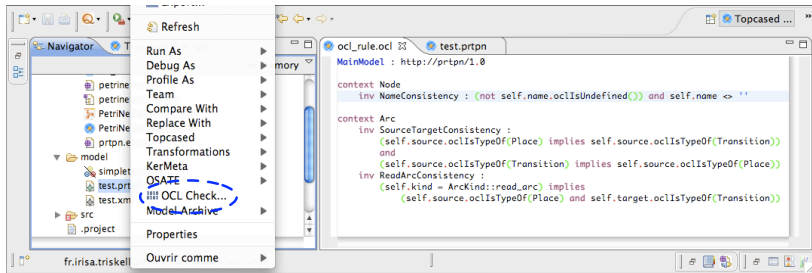 Refresh
Topcased ...
Navigator
Run As
Debug As
Profile As
Team
Compare With
Replace With
Topcased
Transformations
KerMeta
OSATE
OCL Check...
Model Archive
Properties
Ouvrir comme
mory
petrine
petrine
PetriNe
PetriNe
prtpn.e
model
simplet
test.prt
test.xm
src
.project
ocl_rule.ocl
test.prtpn
MainModel : http://prtpn/1.0
context Node
inv NameConsistency : (not self.name.oclIsUndefined()) and self.name <> ''
context Arc
inv SourceTargetConsistency :
(self.source.oclIsTypeOf(Place) implies self.source.oclIsTypeOf(Transition))
and
(self.source.oclIsTypeOf(Transition) implies self.source.oclIsTypeOf(Place))
inv ReadArcConsistency :
(self.kind = ArcKind::read_arc) implies
(self.source.oclIsTypeOf(Place) and self.target.oclIsTypeOf(Transition))
fr.irisa.triskell